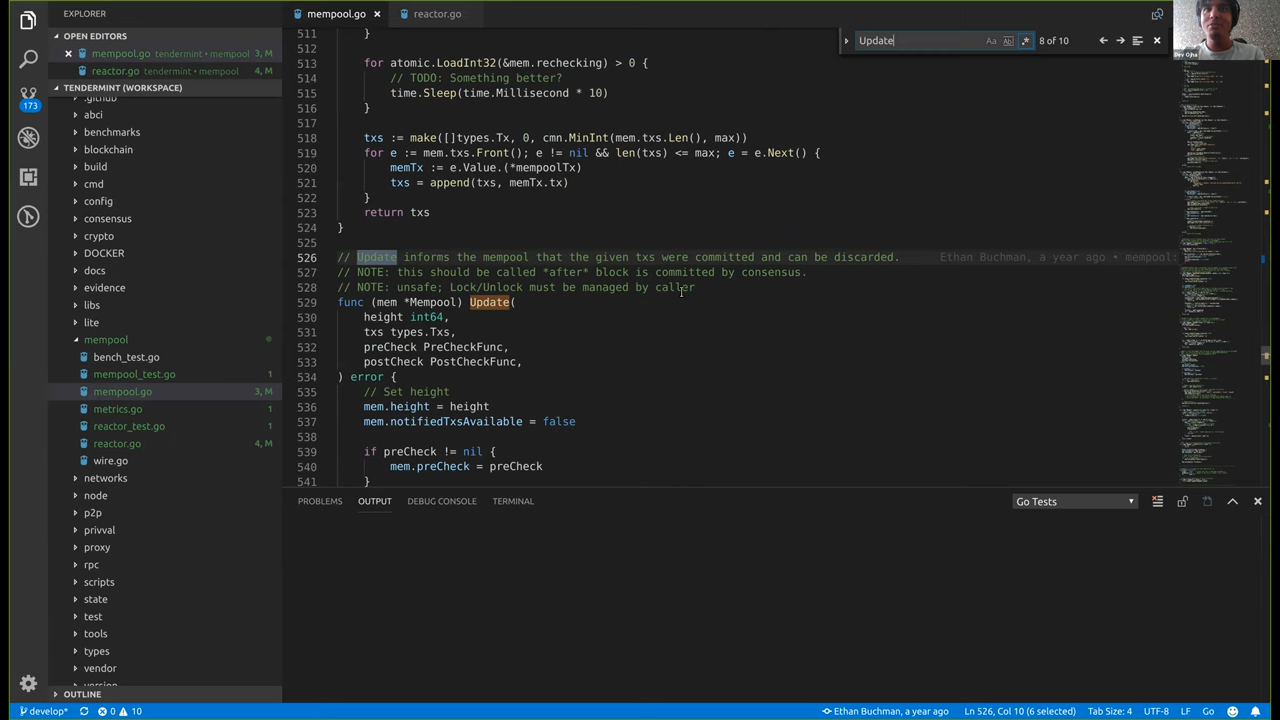 EXPLORER
OPEN EDITORS
mempool.go tendermint • mempool 3, M
reactor.go tendermint • mempool 4, M
TENDERMINT (WORKSPACE)
.github
abci
benchmarks
blockchain
build
cmd
config
consensus
crypto
DOCKER
docs
evidence
libs
lite
mempool
bench_test.go
mempool_test.go 1
mempool.go 3, M
metrics.go 1
reactor_test.go 1
reactor.go 4, M
wire.go
networks
node
p2p
privval
proxy
rpc
scripts
state
test
tools
types
vendor
version
OUTLINE
173
mempool.go
reactor.go
Update
Aa
8 of 10
Dev Ojha
511 }
512
513 for atomic.LoadInt32(&mem.rechecking) > 0 {
514 // TODO: Something better?
515 time.Sleep(time.Millisecond * 10)
516 }
517
518 txs := make([]types.Tx, 0, cmn.MinInt(mem.txs.Len(), max))
519 for e := mem.txs.Front(); e != nil && len(txs) <= max; e = e.Next() {
520 memTx := e.Value.(*mempoolTx)
521 txs = append(txs, memTx.tx)
522 }
523 return txs
524 }
525
526 // Update informs the mempool that the given txs were committed and can be discarded. Ethan Buchman, a year ago • mempool:
527 // NOTE: this should be called *after* block is committed by consensus.
528 // NOTE: unsafe; Lock/Unlock must be managed by caller
529 func (mem *Mempool) Update(
530 height int64,
531 txs types.Txs,
532 preCheck PreCheckFunc,
533 postCheck PostCheckFunc,
534 ) error {
535 // Set height
536 mem.height = height
537 mem.notifiedTxsAvailable = false
538
539 if preCheck != nil {
540 mem.preCheck = preCheck
541 }
PROBLEMS OUTPUT DEBUG CONSOLE TERMINAL
Go Tests
develop* 0 10
Ethan Buchman, a year ago Ln 526, Col 10 (6 selected) Tab Size: 4 UTF-8 LF Go